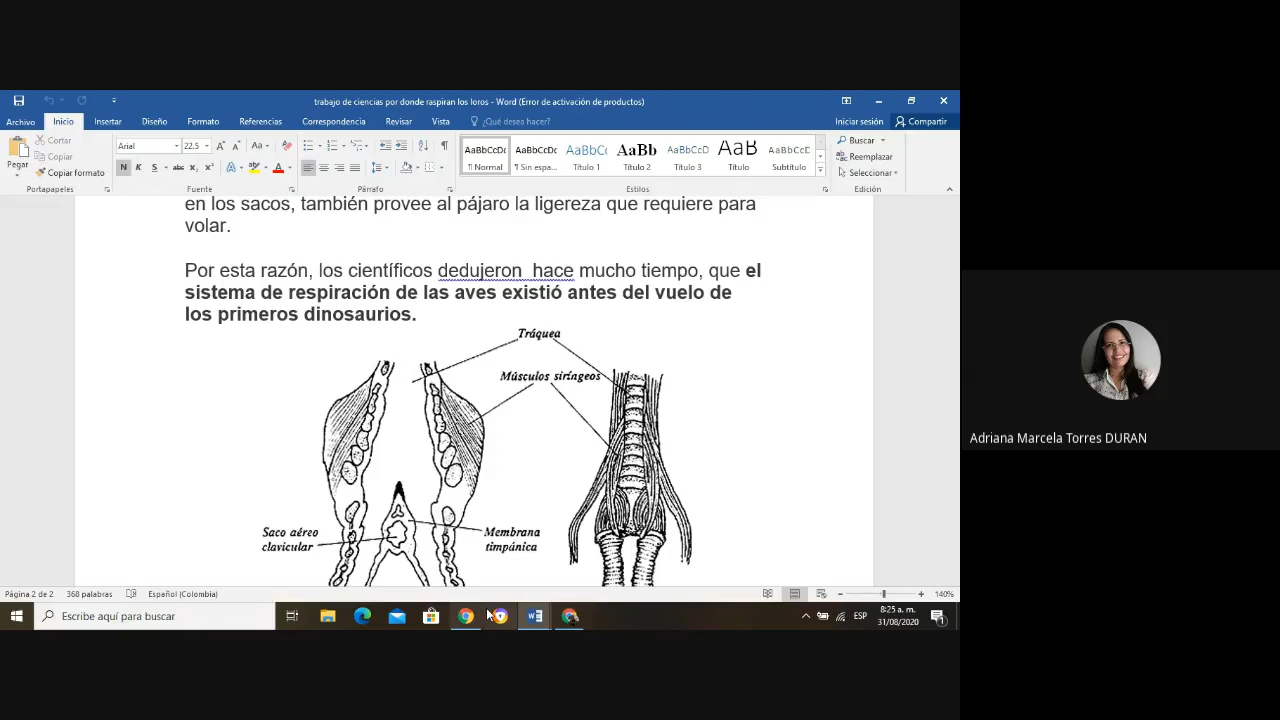 trabajo de ciencias por donde respiran los loros - Word (Error de activación de productos)
Archivo Inicio Insertar Diseño Formato Referencias Correspondencia Revisar Vista ¿Qué desea hacer? Iniciar sesión Compartir
Pegar
Cortar
Copiar
Copiar formato
Portapapeles
Arial 22.5
N K S abc x₂ x²
Fuente
Párrafo
AaBbCcDc AaBbCcDc AaBbCc AaBb AaBbCcD AaB AaBbCcD
¶ Normal ¶ Sin espa... Título 1 Título 2 Título 3 Título Subtítulo
Estilos
Buscar
Reemplazar
Seleccionar
Edición
en los sacos, también provee al pájaro la ligereza que requiere para
volar.
Por esta razón, los científicos dedujeron hace mucho tiempo, que el
sistema de respiración de las aves existió antes del vuelo de
los primeros dinosaurios.
Tráquea
Músculos siríngeos
Saco aéreo
clavicular
Membrana
timpánica
Página 2 de 2 368 palabras Español (Colombia) 140%
Escribe aquí para buscar
ESP
8:25 a. m.
31/08/2020
Adriana Marcela Torres DURAN